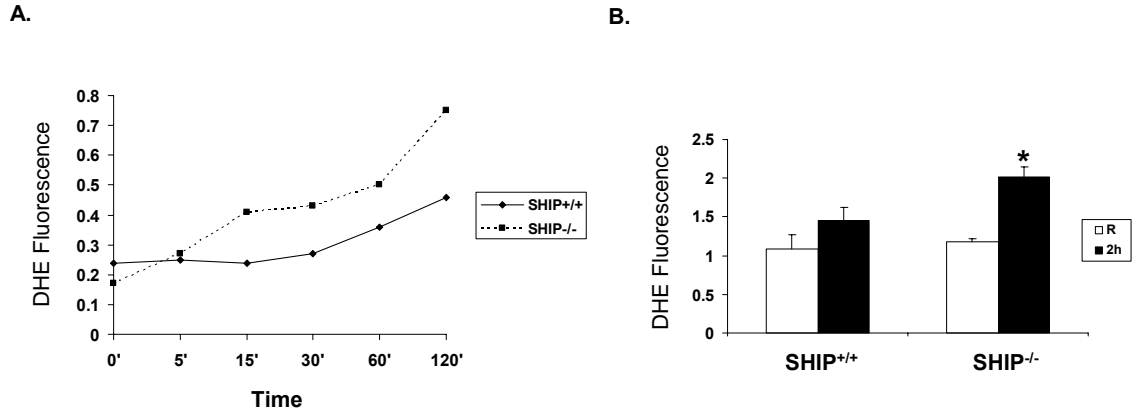 A.
DHE Fluorescence
0.8
0.7
0.6
0.5
0.4
0.3
0.2
0.1
0
0' 5' 15' 30' 60' 120'
Time
SHIP+/+
SHIP-/-
B.
DHE Fluorescence
2.5
2
1.5
1
0.5
0
*
SHIP+/+ SHIP-/-
R
2h